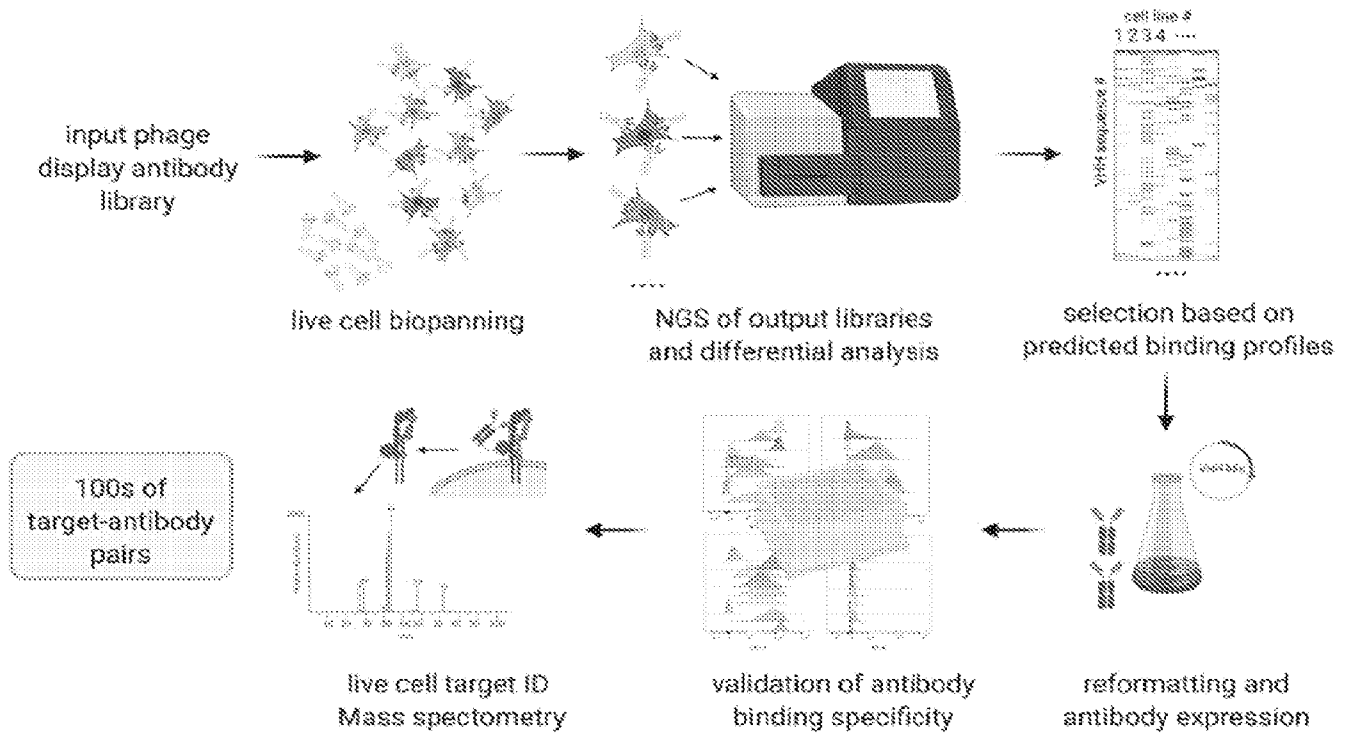 input phage
display antibody
library
live cell biopanning
NGS of output libraries
and differential analysis
cell line #
1 2 3 4 ....
VHH sequence #
selection based on
predicted binding profiles
100s of
target-antibody
pairs
live cell target ID
Mass spectometry
validation of antibody
binding specificity
reformatting and
antibody expression